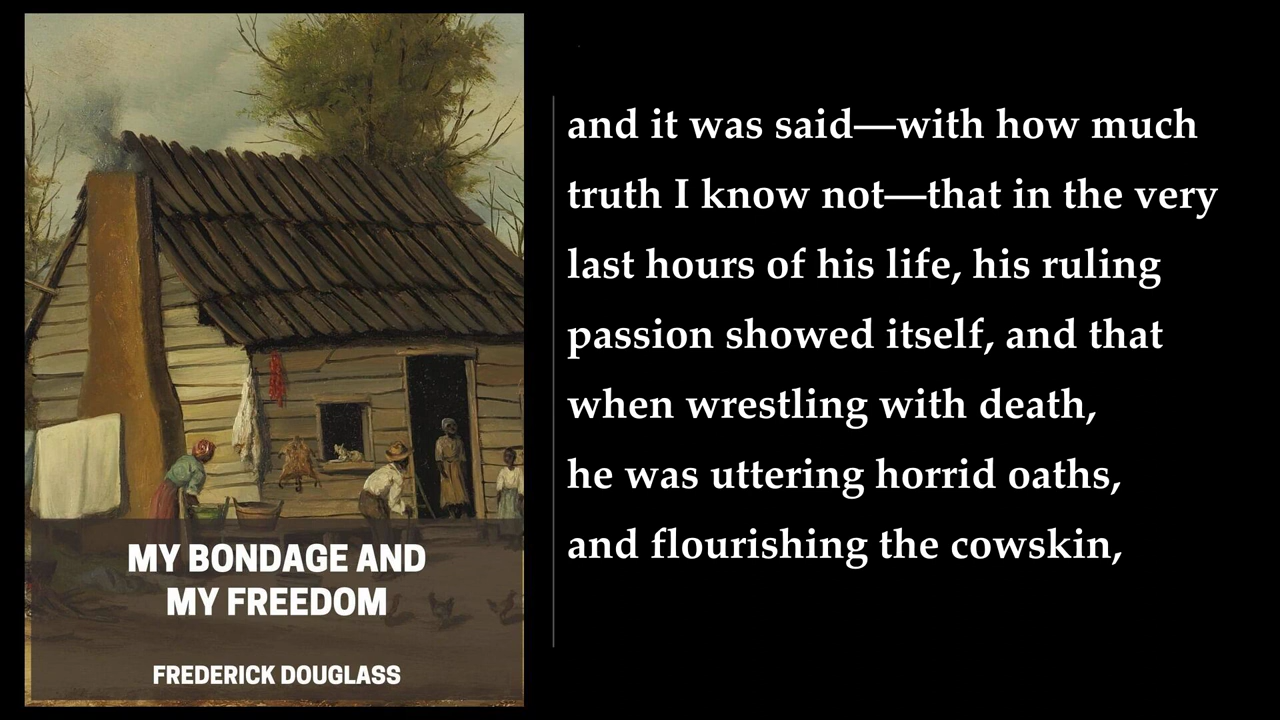 MY BONDAGE AND
MY FREEDOM
FREDERICK DOUGLASS
and it was said—with how much
truth I know not—that in the very
last hours of his life, his ruling
passion showed itself, and that
when wrestling with death,
he was uttering horrid oaths,
and flourishing the cowskin,